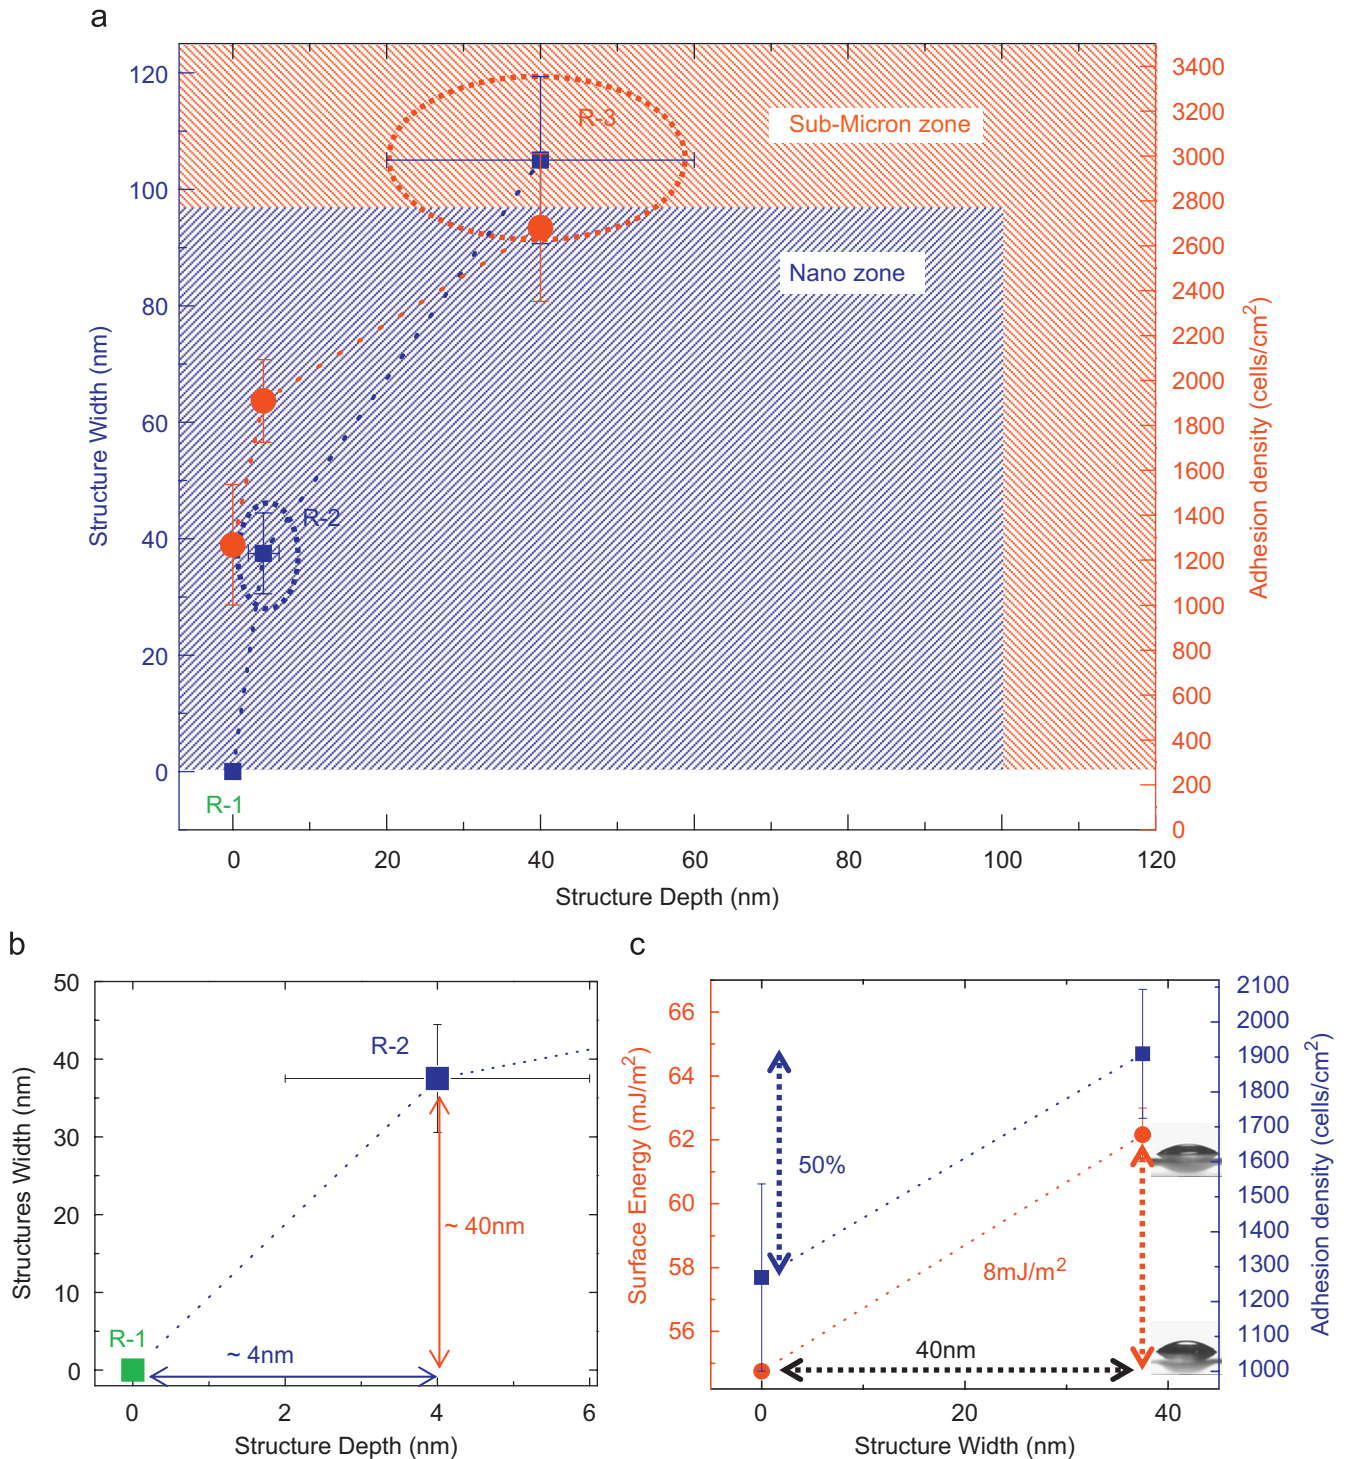 a
120
100
80
60
40
20
0
Structure Width (nm)
R-3
Sub-Micron zone
Nano zone
R-2
R-1
3400
3200
3000
2800
2600
2400
2200
2000
1800
1600
1400
1200
1000
800
600
400
200
0
Adhesion density (cells/cm²)
0 20 40 60 80 100 120
Structure Depth (nm)
b
50
40
30
20
10
0
Structures Width (nm)
R-2
~ 40nm
R-1
~ 4nm
0 2 4 6
Structure Depth (nm)
c
66
64
62
60
58
56
Surface Energy (mJ/m²)
50%
8mJ/m²
40nm
2100
2000
1900
1800
1700
1600
1500
1400
1300
1200
1100
1000
Adhesion density (cells/cm²)
0 20 40
Structure Width (nm)